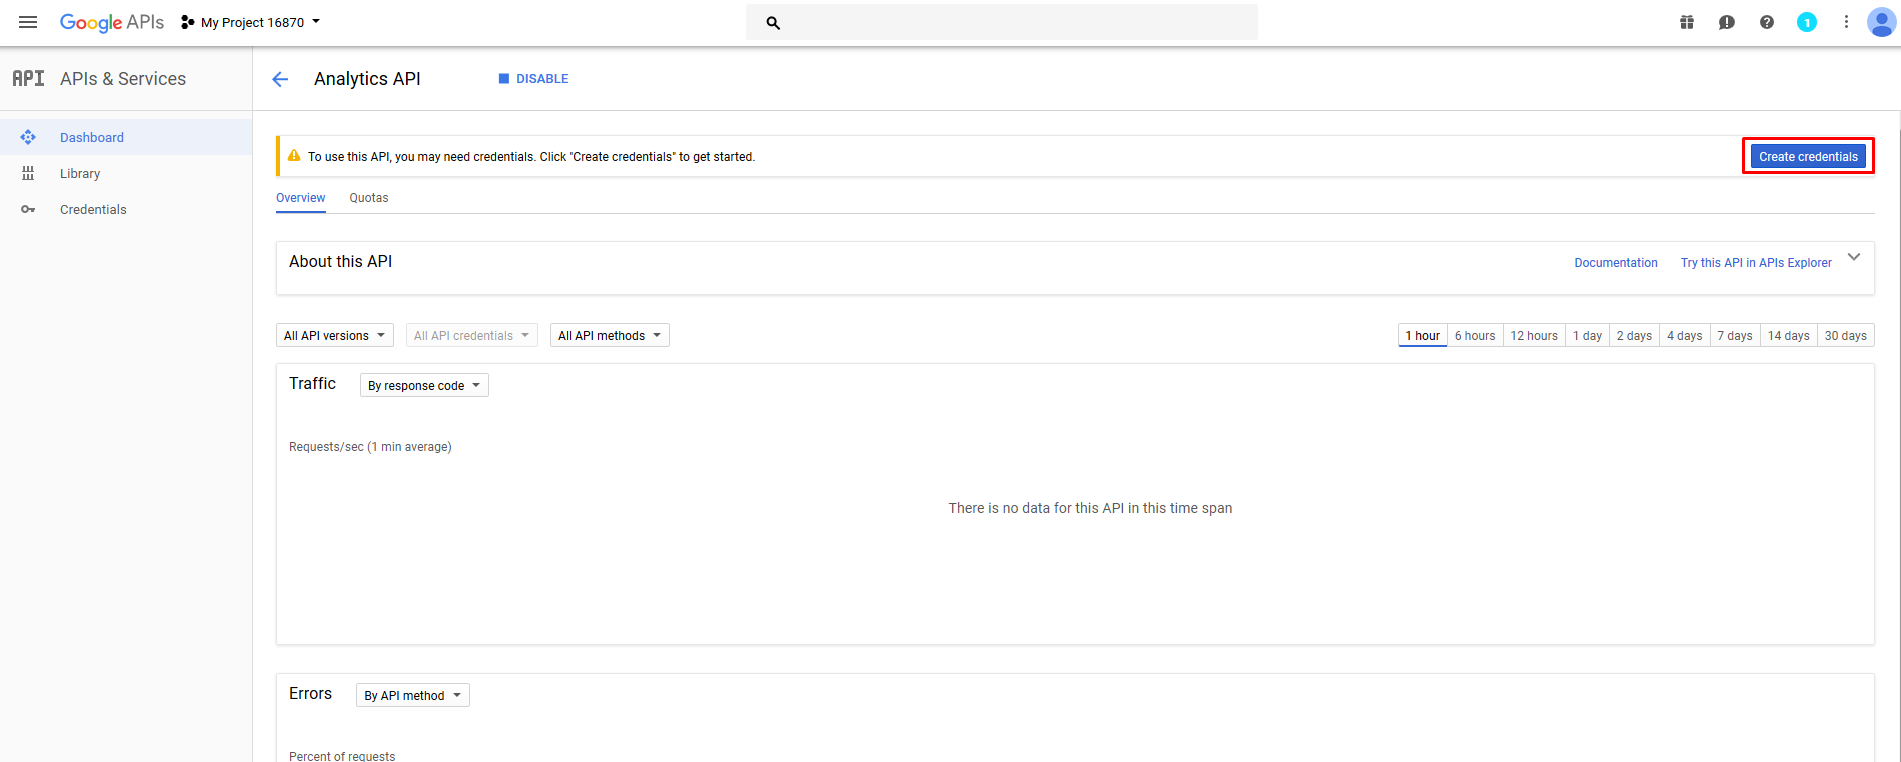 Google APIs
My Project 16870
1
API APIs & Services
Analytics API
DISABLE
Dashboard
Library
Credentials
To use this API, you may need credentials. Click "Create credentials" to get started.
Create credentials
Overview
Quotas
About this API
Documentation
Try this API in APIs Explorer
All API versions
All API credentials
All API methods
1 hour
6 hours
12 hours
1 day
2 days
4 days
7 days
14 days
30 days
Traffic
By response code
Requests/sec (1 min average)
There is no data for this API in this time span
Errors
By API method
Percent of requests